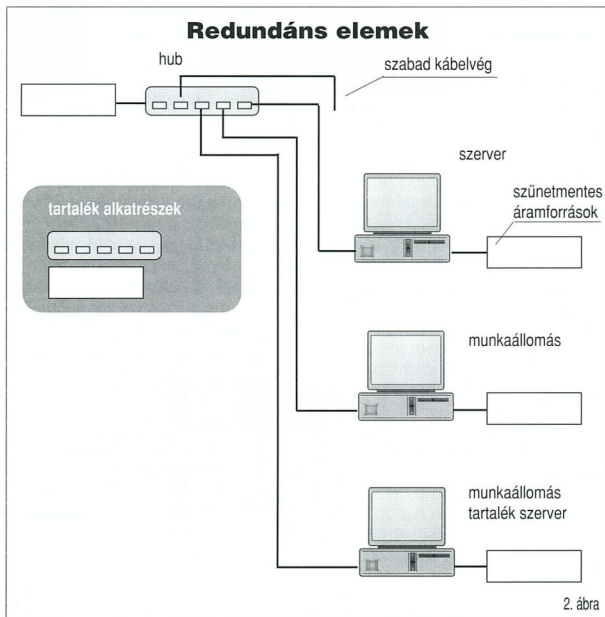 Redundáns elemek
hub
szabad kábelvég
szerver
szünetmentes
áramforrások
tartalék alkatrészek
munkaállomás
munkaállomás
tartalék szerver
2. ábra